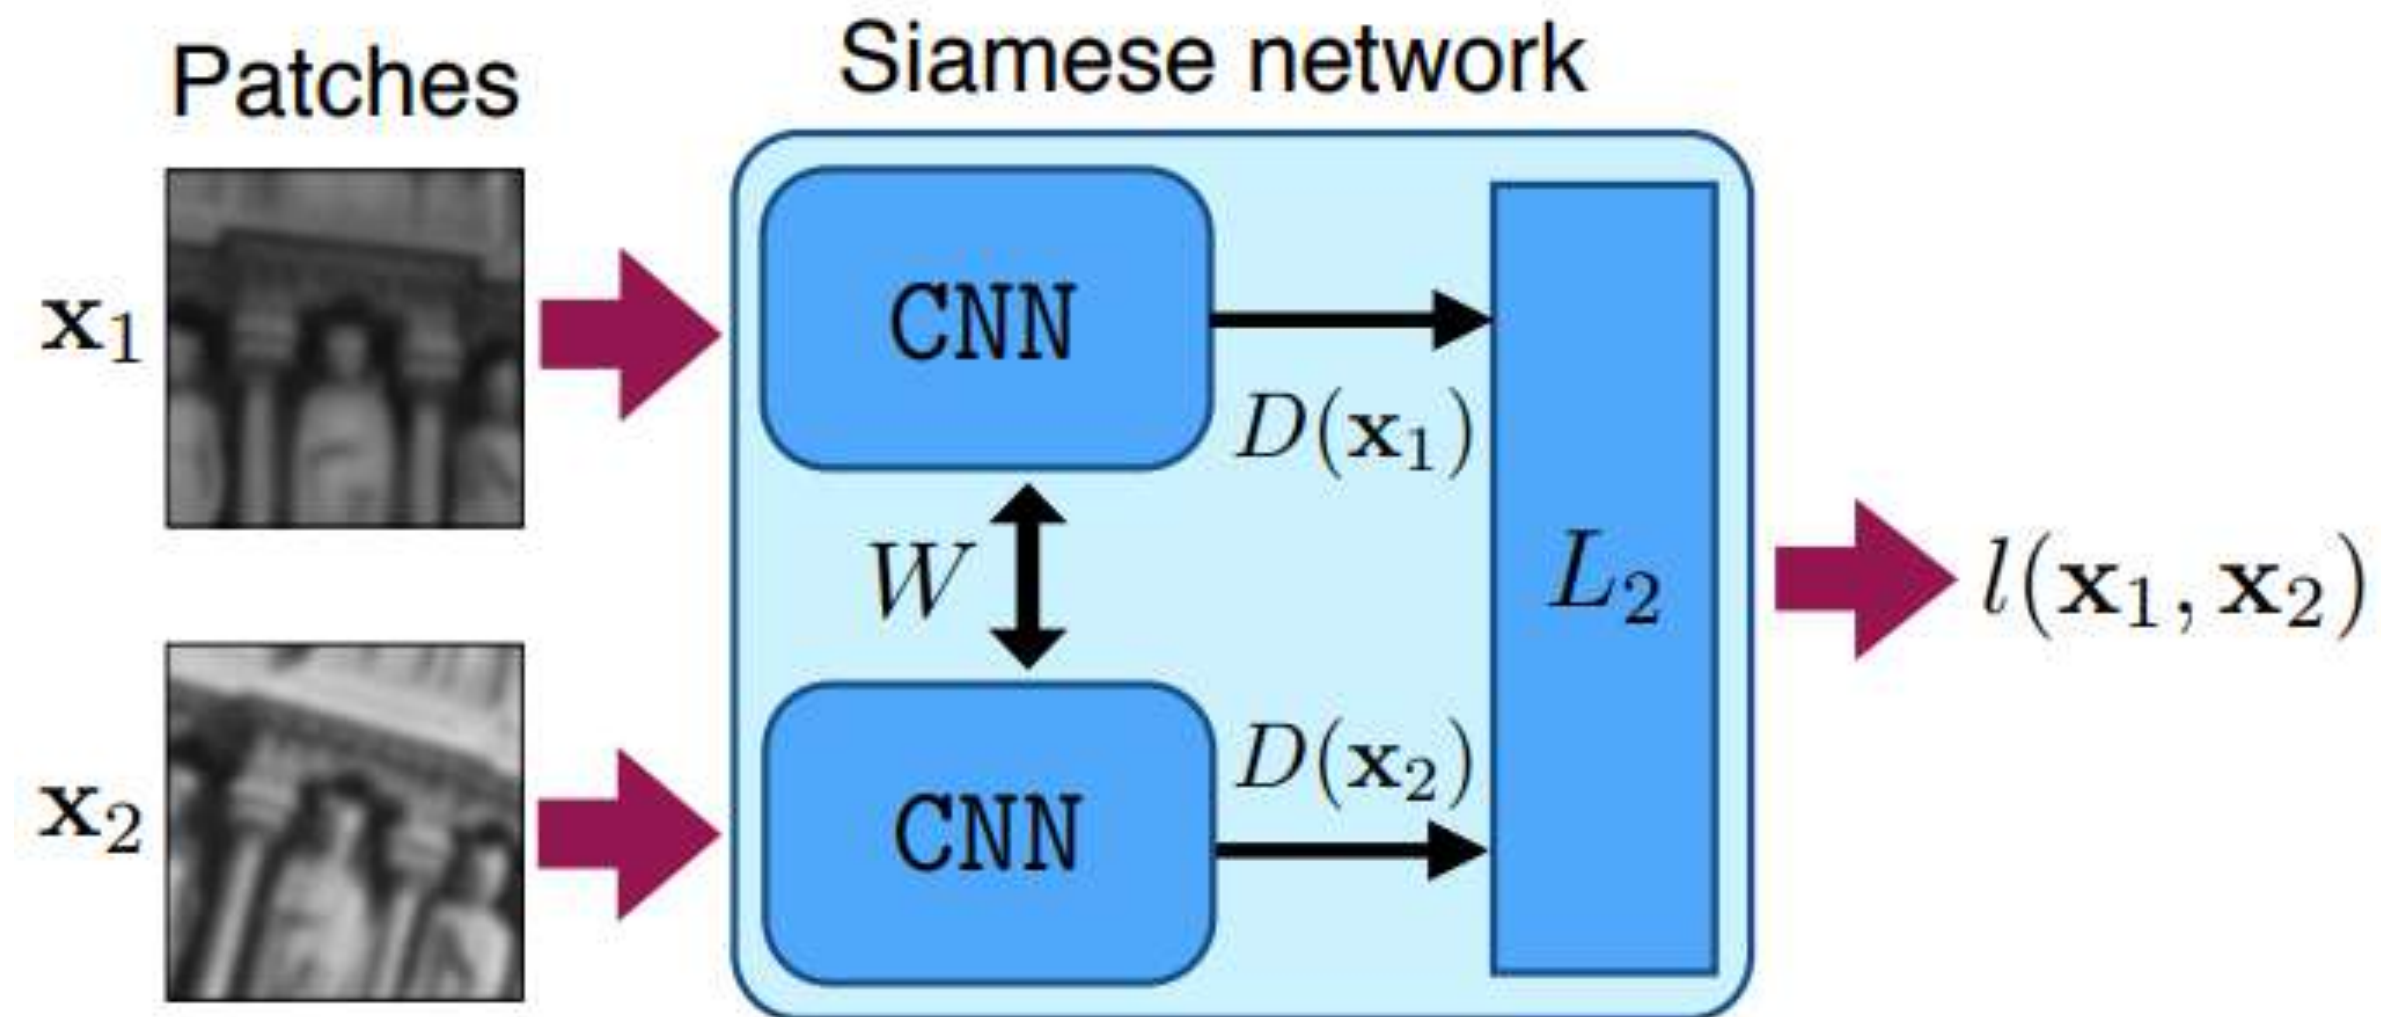 Patches
Siamese network
x₁
CNN
D(x₁)
W
L₂
l(x₁, x₂)
x₂
CNN
D(x₂)